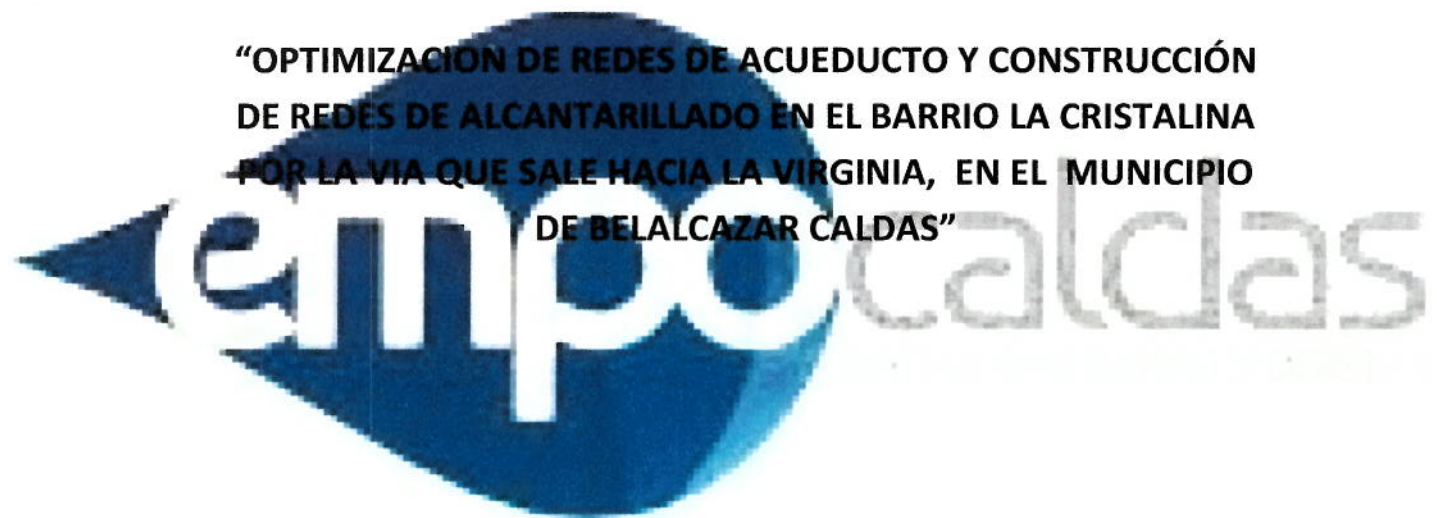 “OPTIMIZACION DE REDES DE ACUEDUCTO Y CONSTRUCCIÓN
DE REDES DE ALCANTARILLADO EN EL BARRIO LA CRISTALINA
POR LA VIA QUE SALE HACIA LA VIRGINIA, EN EL MUNICIPIO
DE BELALCAZAR CALDAS”
empocaldas